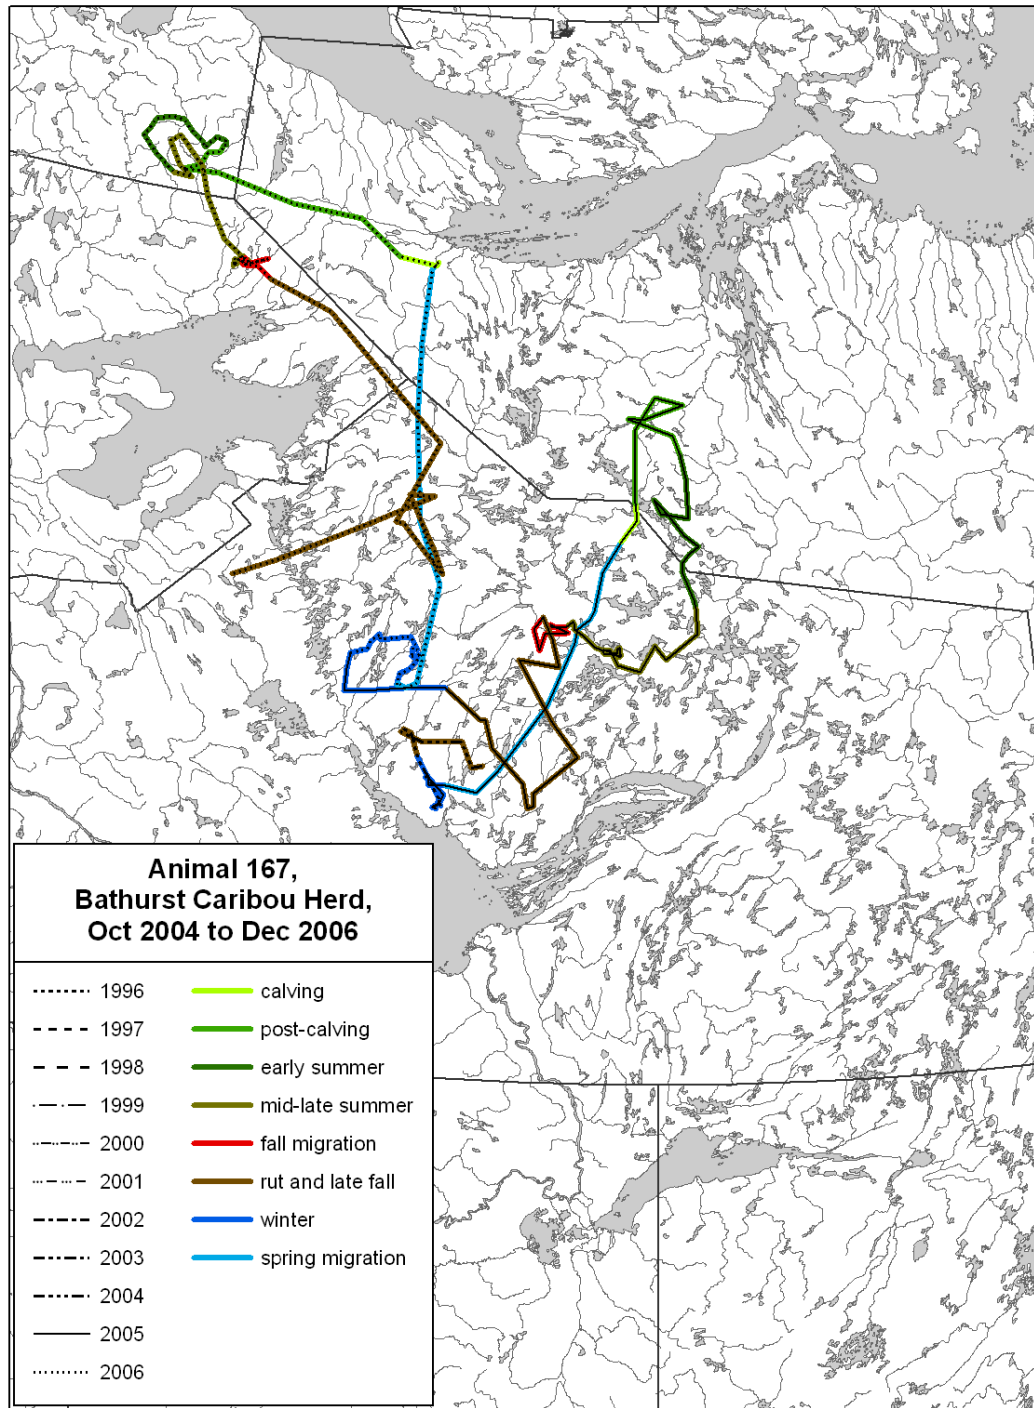 Animal 167,
Bathurst Caribou Herd,
Oct 2004 to Dec 2006
1996
1997
1998
1999
2000
2001
2002
2003
2004
2005
2006
calving
post-calving
early summer
mid-late summer
fall migration
rut and late fall
winter
spring migration